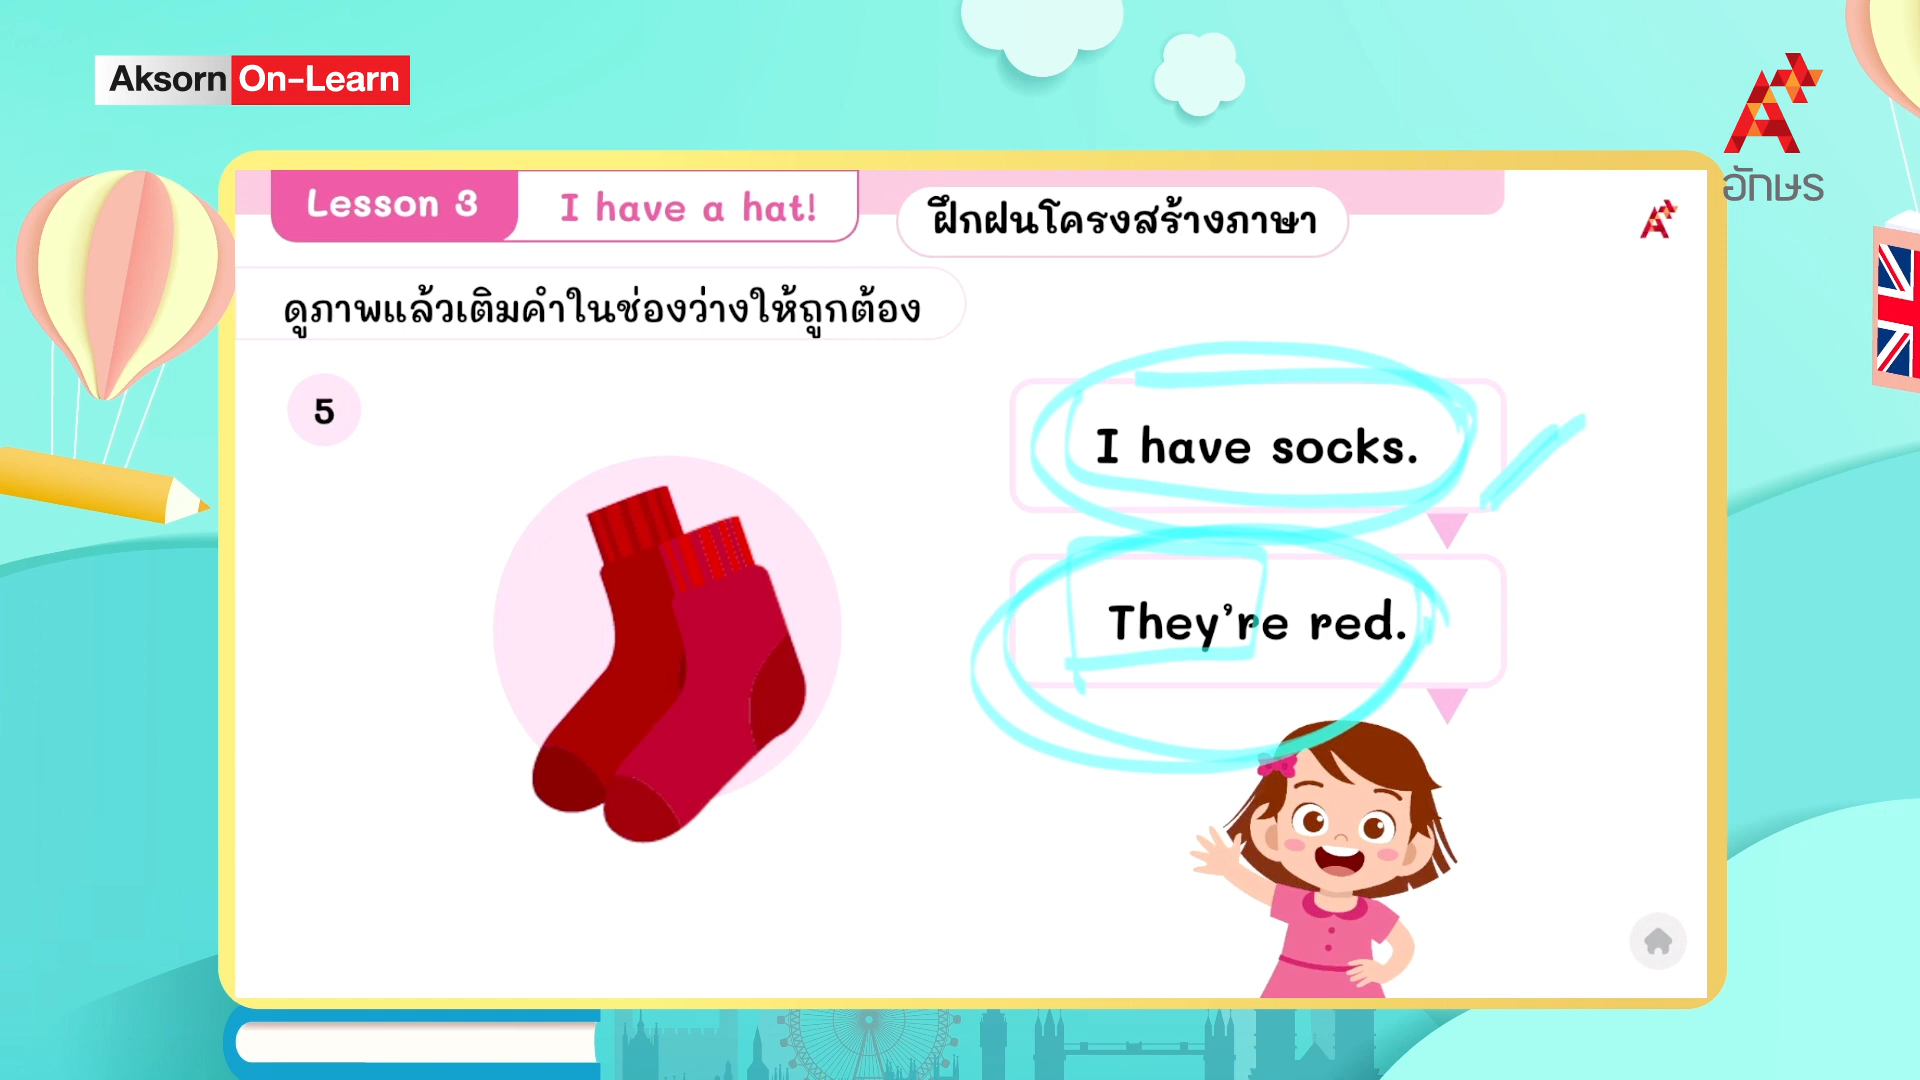 Aksorn On-Learn
อักษร
Lesson 3
I have a hat!
ฝึกฝนโครงสร้างภาษา
ดูภาพแล้วเติมคำในช่องว่างให้ถูกต้อง
5
I have socks.
They're red.